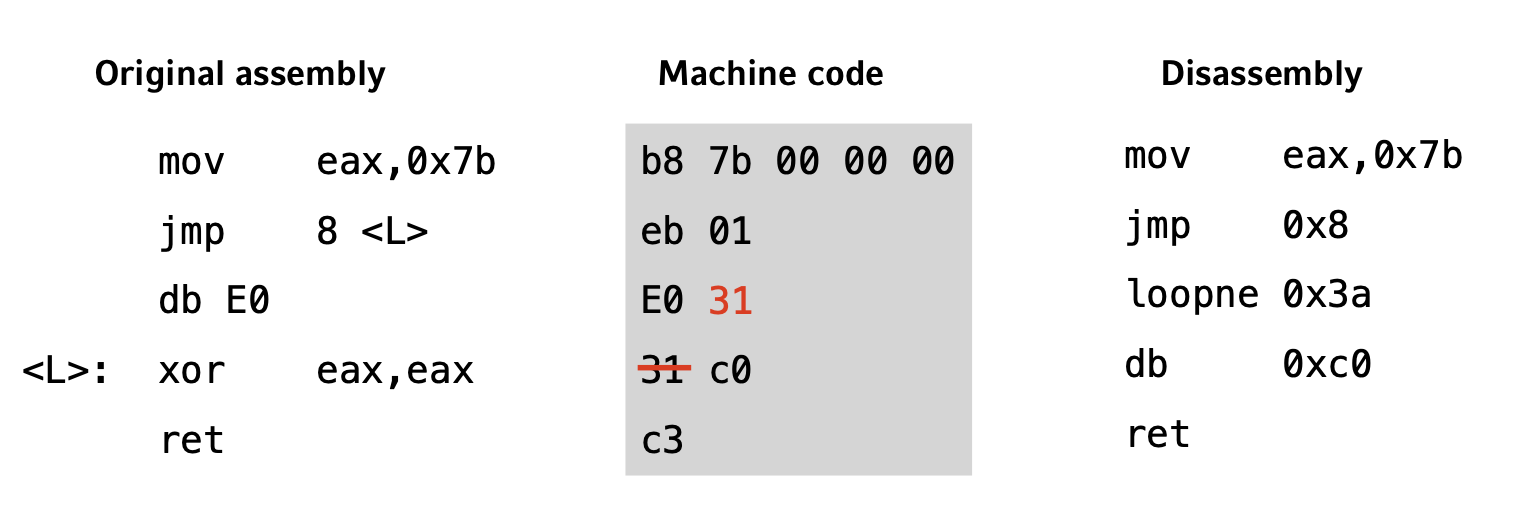 Original assembly Machine code Disassembly
mov eax,0x7b b8 7b 00 00 00 mov eax,0x7b
jmp 8 <L> eb 01 jmp 0x8
db E0 E0 31 loopne 0x3a
<L>: xor eax,eax 31 c0 db 0xc0
ret c3 ret